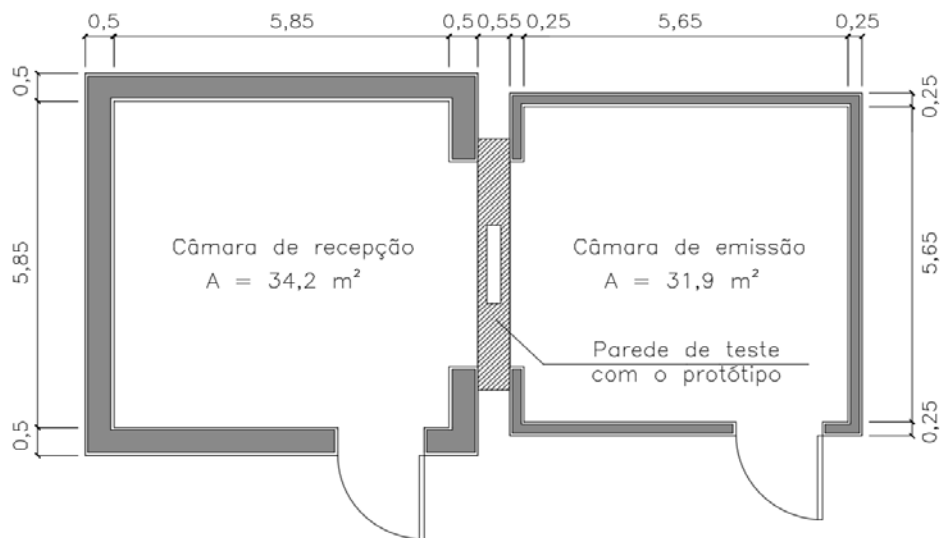 0,5
5,85
0,5
0,55
0,25
5,65
0,25
0,5
5,85
0,5
0,25
5,65
0,25
Câmara de recepção
A = 34,2 m²
Câmara de emissão
A = 31,9 m²
Parede de teste
com o protótipo